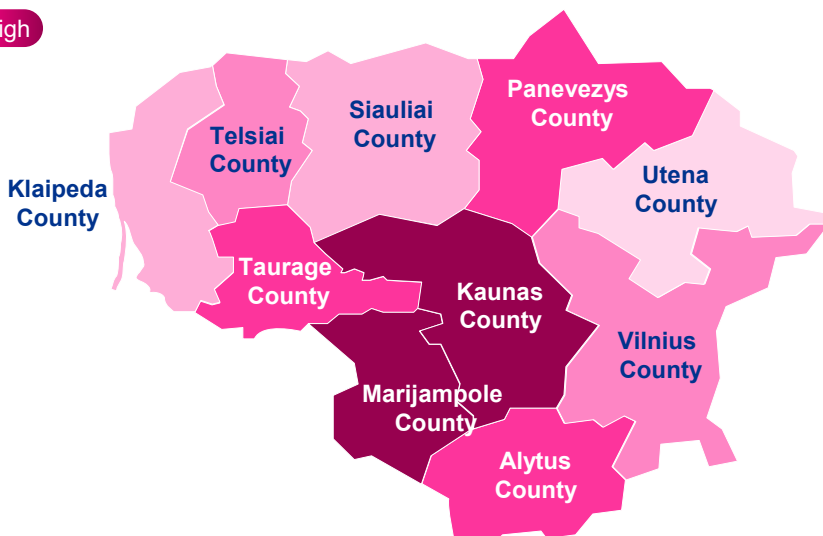 igh
Panevezys
County
Siauliai
County
Telsiai
County
Utena
County
Klaipeda
County
Taurage
County
Kaunas
County
Vilnius
County
Marijampole
County
Alytus
County